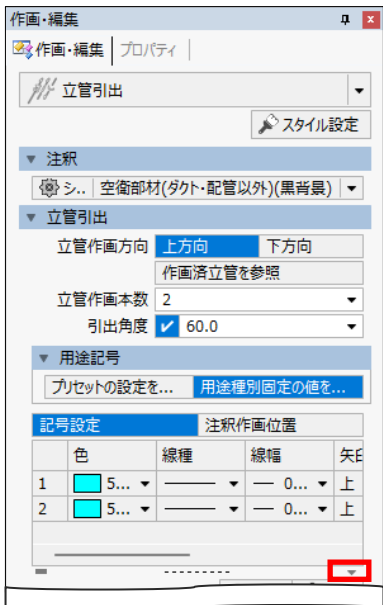 作画・編集
作画・編集 プロパティ
立管引出
スタイル設定
注釈
シ.. 空衛部材(ダクト・配管以外)(黒背景)
立管引出
立管作画方向 上方向 下方向
作画済立管を参照
立管作画本数 2
引出角度 60.0
用途記号
プリセットの設定を... 用途種別固定の値を...
記号設定 注釈作画位置
色 線種 線幅
1 5... 0... 上
2 5... 0... 上